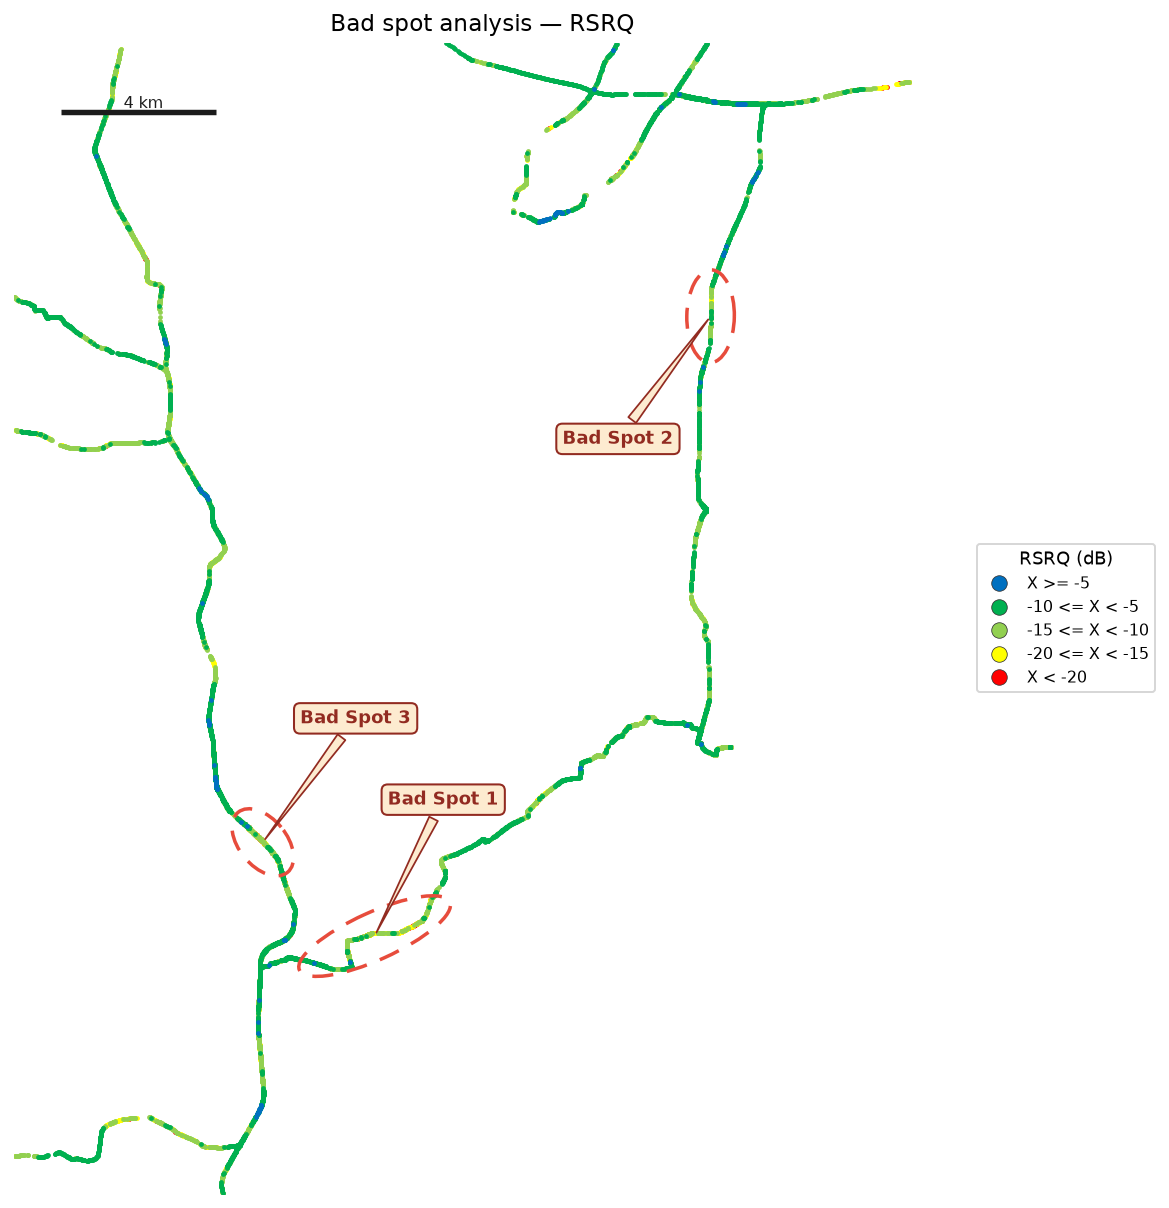 Bad spot analysis — RSRQ
4 km
Bad Spot 2
RSRQ (dB)
X >= -5
-10 <= X < -5
-15 <= X < -10
-20 <= X < -15
X < -20
Bad Spot 3
Bad Spot 1